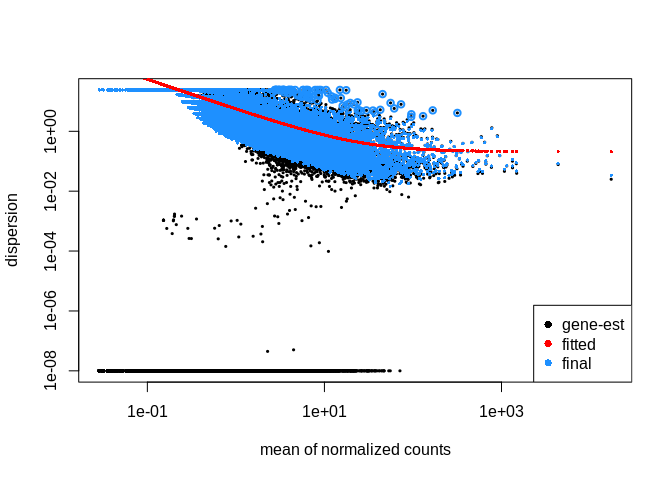 dispersion
1e+00
1e-02
1e-04
1e-06
1e-08
gene-est
fitted
final
1e-01
1e+01
1e+03
mean of normalized counts